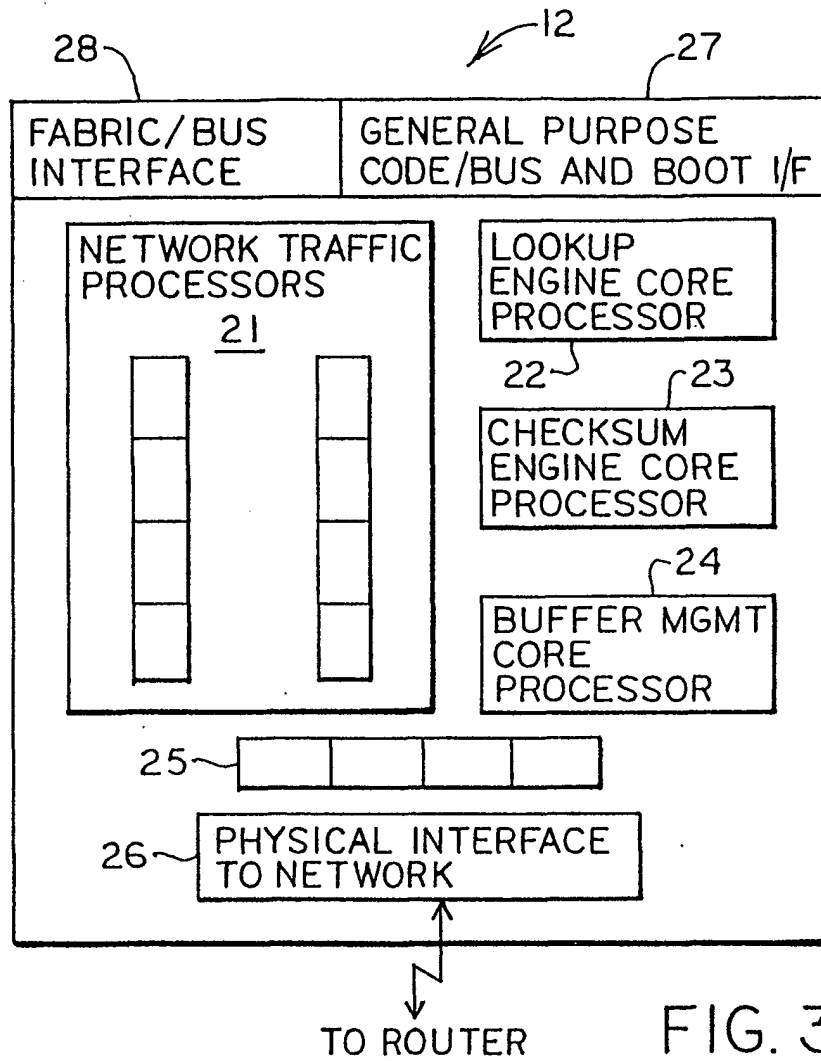 12
28
27
FABRIC/BUS
INTERFACE
GENERAL PURPOSE
CODE/BUS AND BOOT I/F
NETWORK TRAFFIC
PROCESSORS
21
LOOKUP
ENGINE CORE
PROCESSOR
22
23
CHECKSUM
ENGINE CORE
PROCESSOR
24
BUFFER MGMT
CORE
PROCESSOR
25
26
PHYSICAL INTERFACE
TO NETWORK
TO ROUTER
FIG. 3